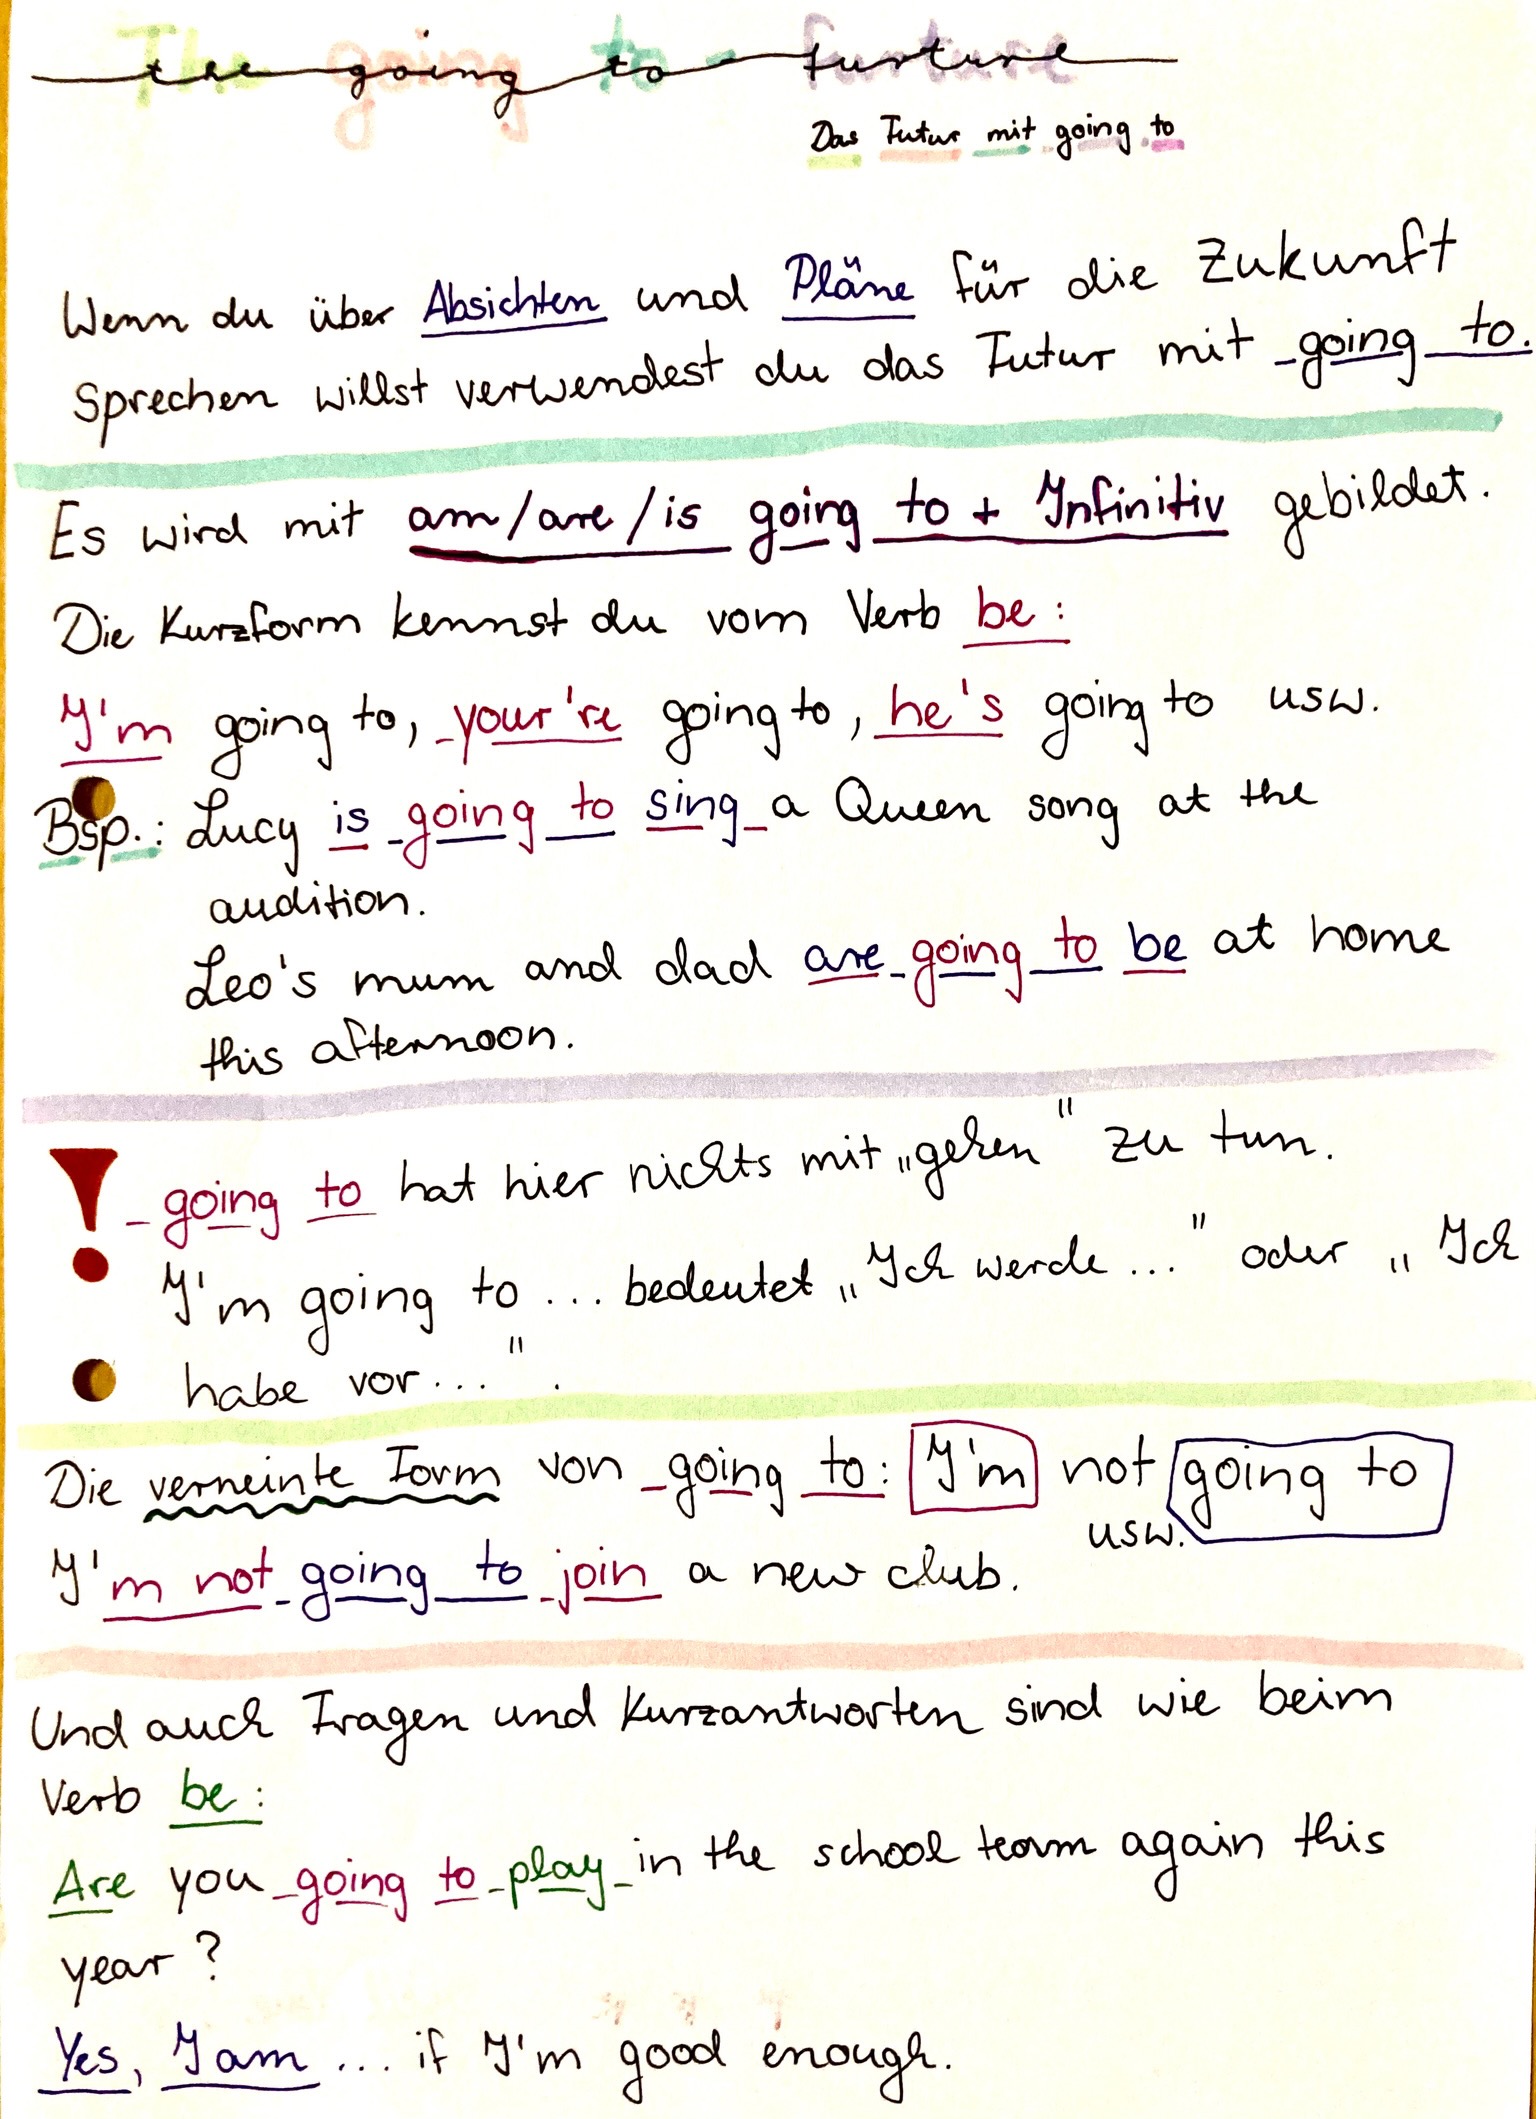 the going to - furture
Das Futur mit going to
Wenn du über Absichten und Pläne für die Zukunft
sprechen willst verwendest du das Futur mit going to.
Es wird mit am/are/is going to + Infinitiv gebildet.
Die Kurzform kennst du vom Verb be:
I'm going to, your're going to, he's going to usw.
Bsp.: Lucy is going to sing a Queen song at the
audition.
Leo's mum and dad are going to be at home
this afternoon.
! going to hat hier nichts mit „gehen" zu tun.
I'm going to ... bedeutet „Ich werde ..." oder „Ich
habe vor ...".
Die verneinte Form von going to: I'm not going to
usw.
I'm not going to join a new club.
Und auch Fragen und Kurzantworten sind wie beim
Verb be:
Are you going to play in the school team again this
year?
Yes, I am ... if I'm good enough.